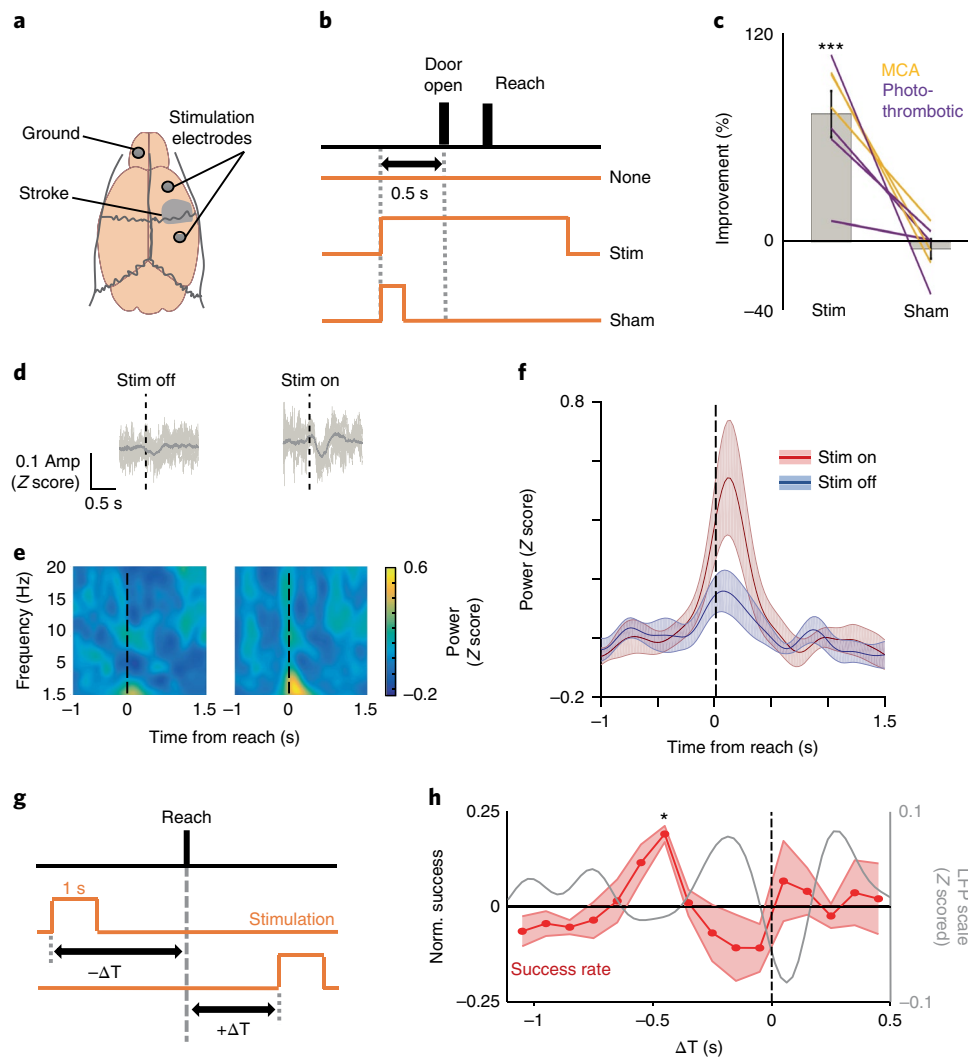 a
Ground
Stimulation
electrodes
Stroke
b
Door
open
Reach
0.5 s
None
Stim
Sham
c
120
***
MCA
Photo-
thrombotic
Improvement (%)
0
–40
Stim
Sham
d
Stim off
Stim on
0.1 Amp
(Z score)
0.5 s
e
20
15
10
5
1.5
Frequency (Hz)
–1
0
1.5
–1
0
1.5
Time from reach (s)
0.6
–0.2
Power
(Z score)
f
0.8
–0.2
Power (Z score)
Stim on
Stim off
–1
0
1.5
Time from reach (s)
g
Reach
1 s
Stimulation
–ΔT
+ΔT
h
0.25
0
–0.25
Norm. success
*
Success rate
0.1
–0.1
LFP scale
(Z scored)
–1
–0.5
0
0.5
ΔT (s)